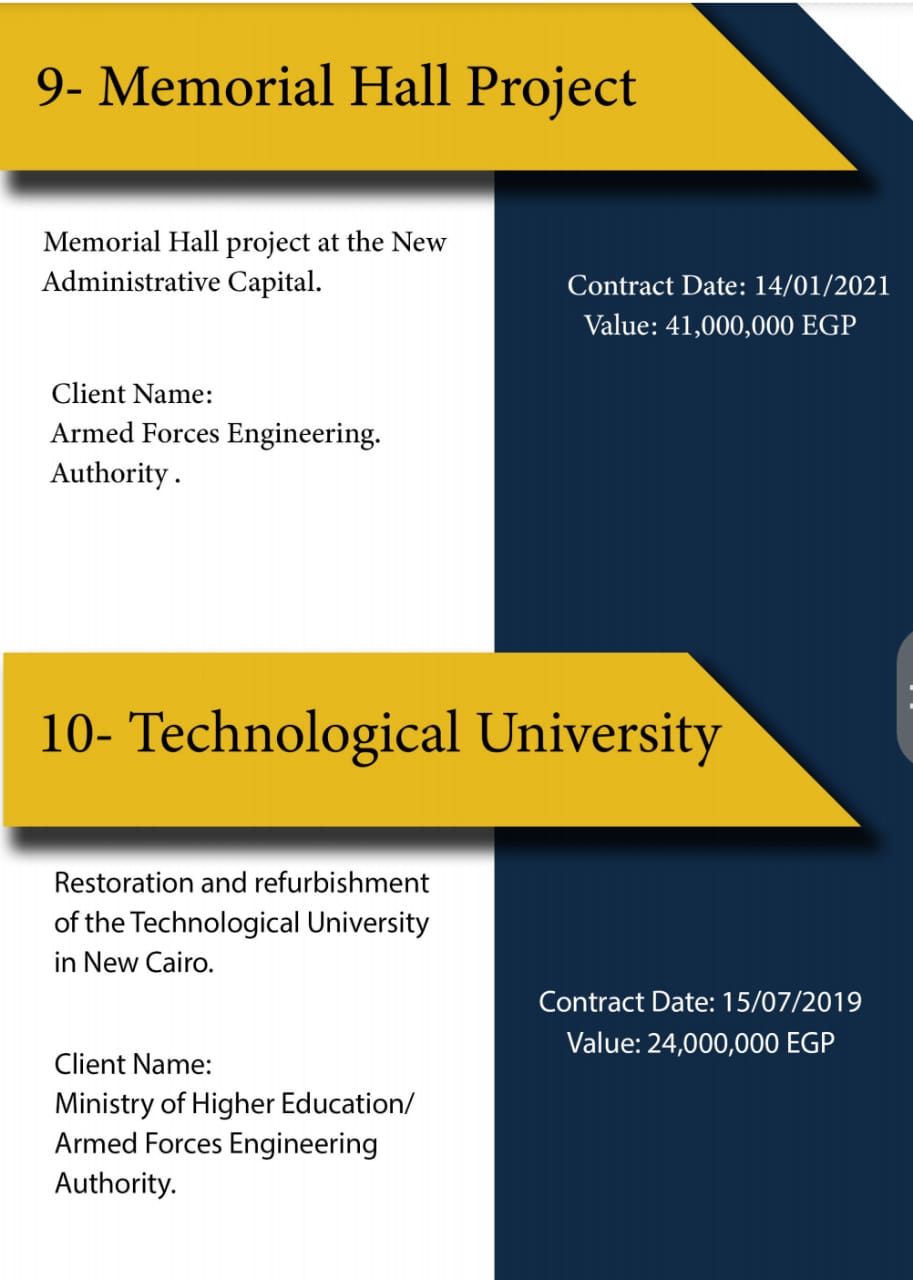 9- Memorial Hall Project
Memorial Hall project at the New
Administrative Capital.
Contract Date: 14/01/2021
Value: 41,000,000 EGP
Client Name:
Armed Forces Engineering.
Authority .
10- Technological University
Restoration and refurbishment
of the Technological University
in New Cairo.
Contract Date: 15/07/2019
Value: 24,000,000 EGP
Client Name:
Ministry of Higher Education/
Armed Forces Engineering
Authority.